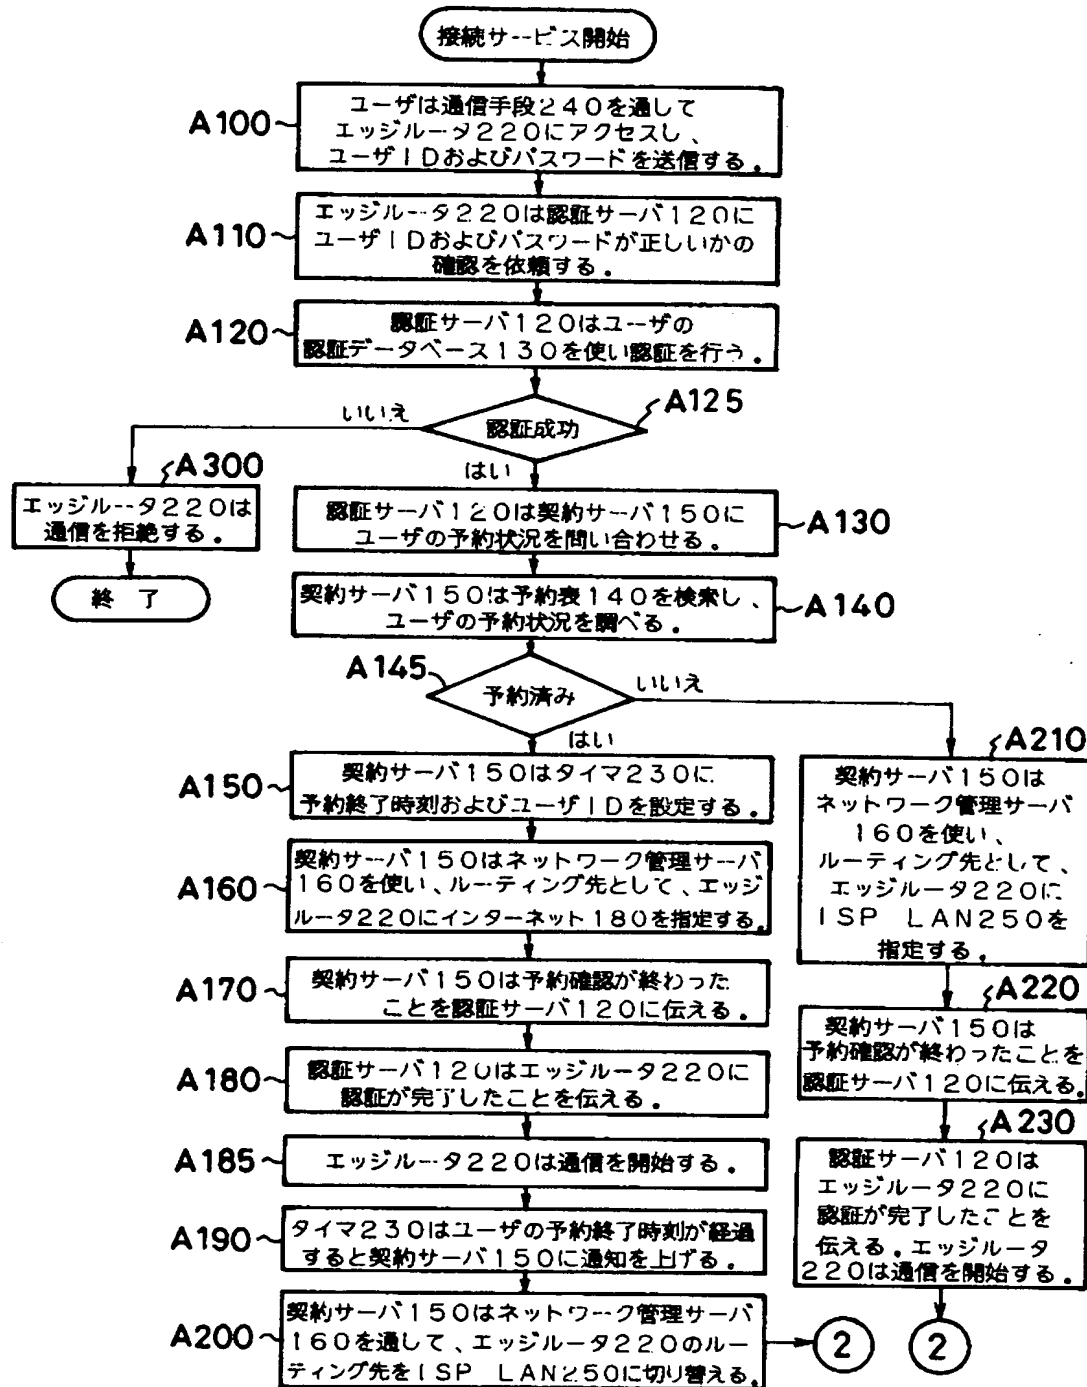 接続サービス開始
A100
ユーザは通信手段240を通して
エッジルータ220にアクセスし、
ユーザIDおよびパスワードを送信する.
A110
エッジルータ220は認証サーバ120に
ユーザIDおよびパスワードが正しいかの
確認を依頼する.
A120
認証サーバ120はユーザの
認証データベース130を使い認証を行う.
A125
認証成功
いいえ
はい
A300
エッジルータ220は
通信を拒絶する.
終 了
認証サーバ120は契約サーバ150に
ユーザの予約状況を問い合わせる.
A130
契約サーバ150は予約表140を検索し、
ユーザの予約状況を調べる.
A140
A145
予約済み
いいえ
はい
A150
契約サーバ150はタイマ230に
予約終了時刻およびユーザIDを設定する.
A160
契約サーバ150はネットワーク管理サーバ
160を使い、ルーティング先として、エッジ
ルータ220にインターネット180を指定する.
A170
契約サーバ150は予約確認が終わった
ことを認証サーバ120に伝える.
A180
認証サーバ120はエッジルータ220に
認証が完了したことを伝える.
A185
エッジルータ220は通信を開始する.
A190
タイマ230はユーザの予約終了時刻が経過
すると契約サーバ150に通知を上げる.
A200
契約サーバ150はネットワーク管理サーバ
160を通して、エッジルータ220のルー
ティング先をISP LAN250に切り替える.
2
A210
契約サーバ150は
ネットワーク管理サーバ
160を使い、
ルーティング先として、
エッジルータ220に
ISP LAN250を
指定する.
A220
契約サーバ150は
予約確認が終わったことを
認証サーバ120に伝える.
A230
認証サーバ120は
エッジルータ220に
認証が完了したことを
伝える.エッジルータ
220は通信を開始する.
2